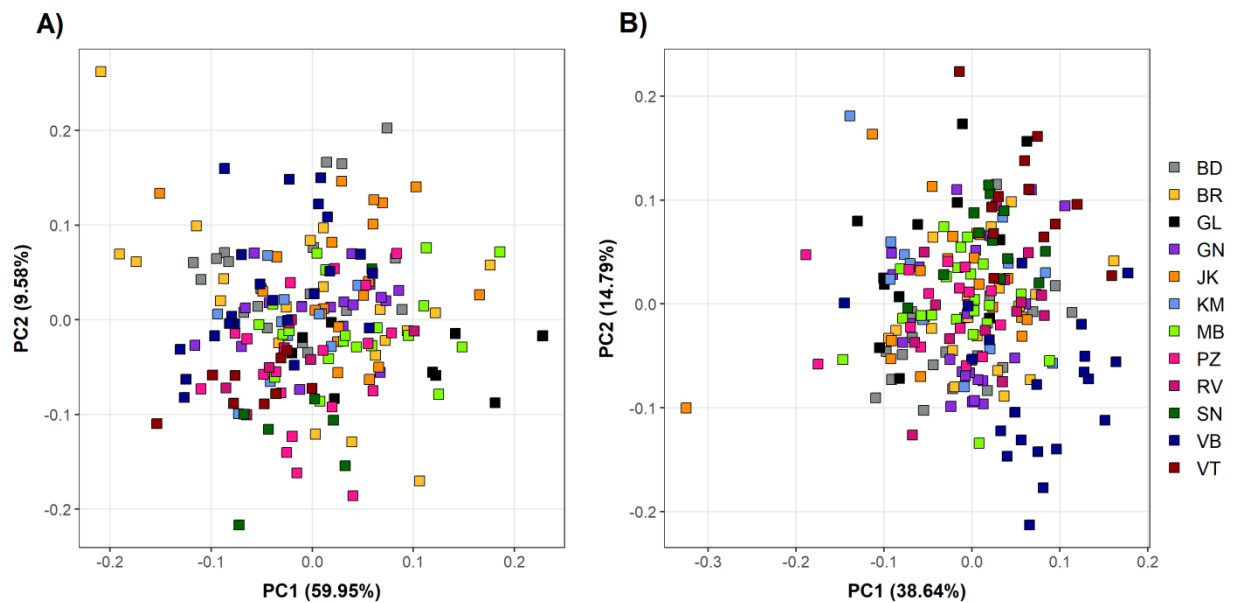 A)
B)
PC2 (9.58%)
0.2
0.1
0.0
-0.1
-0.2
-0.2
-0.1
0.0
0.1
0.2
PC1 (59.95%)
PC2 (14.79%)
0.2
0.1
0.0
-0.1
-0.2
-0.3
-0.2
-0.1
0.0
0.1
0.2
PC1 (38.64%)
BD
BR
GL
GN
JK
KM
MB
PZ
RV
SN
VB
VT